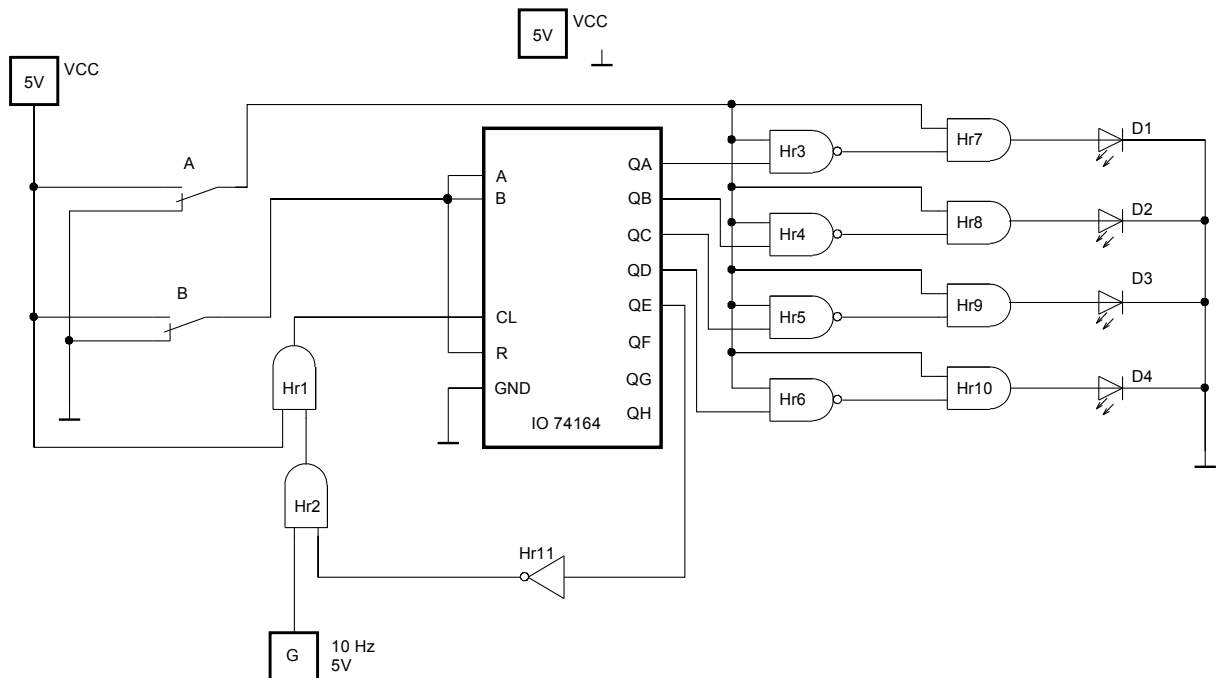 5V
VCC
5V
VCC
A
B
A
B
CL
R
GND
QA
QB
QC
QD
QE
QF
QG
QH
IO 74164
Hr1
Hr2
Hr3
Hr4
Hr5
Hr6
Hr7
Hr8
Hr9
Hr10
D1
D2
D3
D4
Hr11
G
10 Hz
5V